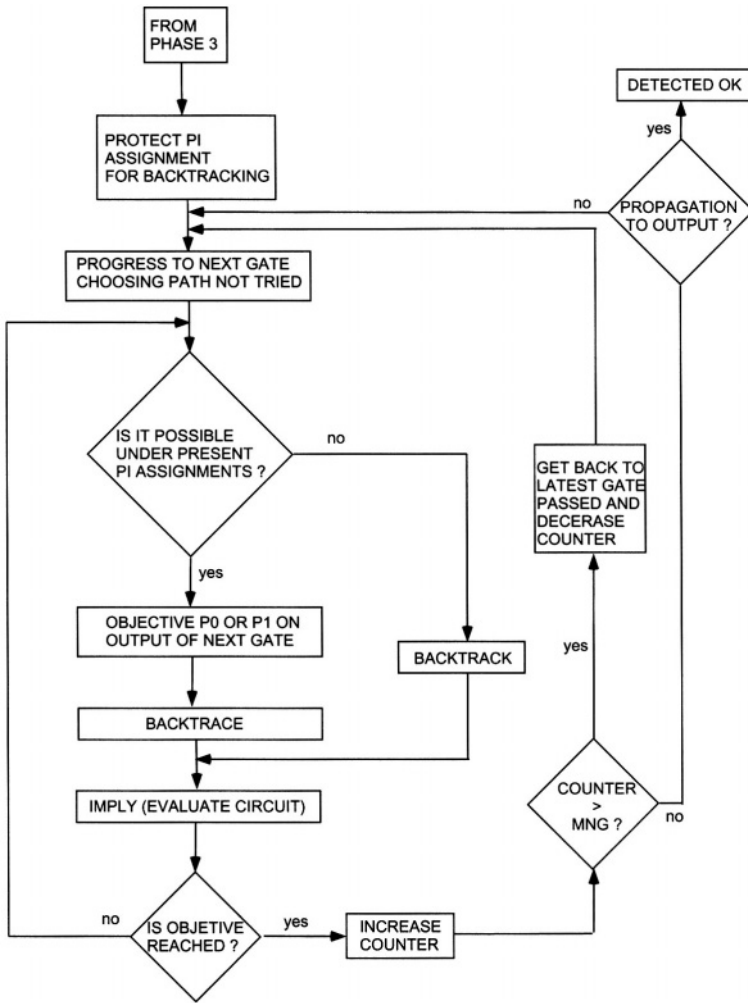 FROM
PHASE 3
DETECTED OK
yes
PROTECT PI
ASSIGNMENT
FOR BACKTRACKING
no
PROPAGATION
TO OUTPUT ?
PROGRESS TO NEXT GATE
CHOOSING PATH NOT TRIED
IS IT POSSIBLE
UNDER PRESENT
PI ASSIGNMENTS ?
no
GET BACK TO
LATEST GATE
PASSED AND
DECERASE
COUNTER
yes
OBJECTIVE P0 OR P1 ON
OUTPUT OF NEXT GATE
BACKTRACK
yes
BACKTRACE
IMPLY (EVALUATE CIRCUIT)
COUNTER
>
MNG ?
no
no
IS OBJETIVE
REACHED ?
yes
INCREASE
COUNTER